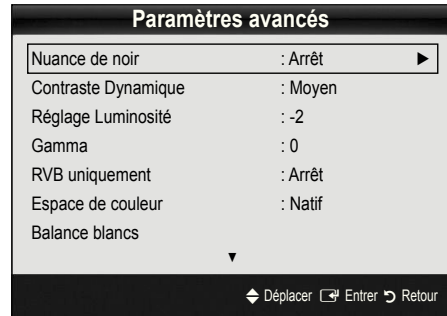 Paramètres avancés
Nuance de noir : Arrêt ►
Contraste Dynamique : Moyen
Réglage Luminosité : -2
Gamma : 0
RVB uniquement : Arrêt
Espace de couleur : Natif
Balance blancs
▼
Déplacer Entrer Retour